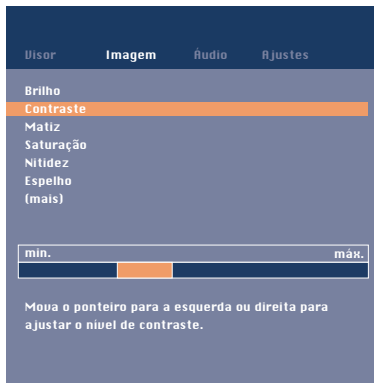 Visor Imagem Áudio Ajustes
Brilho
Contraste
Matiz
Saturação
Nitidez
Espelho
(mais)
min. máx.
Mova o ponteiro para a esquerda ou direita para
ajustar o nível de contraste.